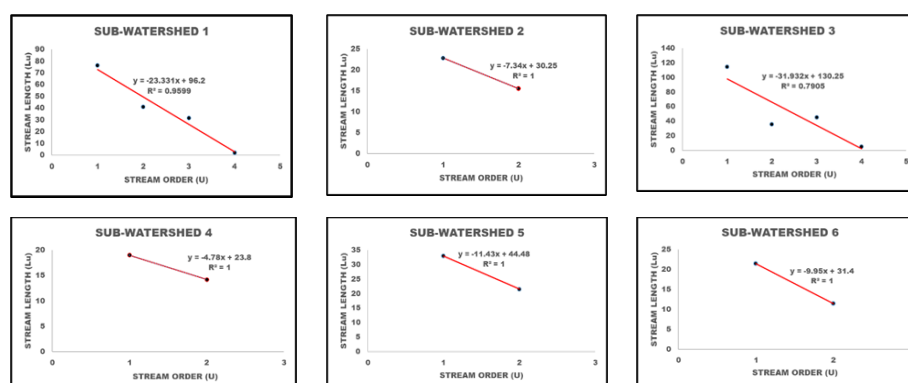 SUB-WATERSHED 1
STREAM LENGTH (Lu)
90
80
70
60
50
40
30
20
10
0
y = -23.331x + 96.2
R² = 0.9599
0 1 2 3 4 5
STREAM ORDER (U)
SUB-WATERSHED 2
STREAM LENGTH (Lu)
25
20
15
10
5
0
y = -7.34x + 30.25
R² = 1
0 1 2 3
STREAM ORDER (U)
SUB-WATERSHED 3
STREAM LENGTH (Lu)
140
120
100
80
60
40
20
0
y = -31.932x + 130.25
R² = 0.7905
0 1 2 3 4 5
STREAM ORDER (U)
SUB-WATERSHED 4
STREAM LENGTH (Lu)
20
15
10
5
0
y = -4.78x + 23.8
R² = 1
0 1 2 3
STREAM ORDER (U)
SUB-WATERSHED 5
STREAM LENGTH (Lu)
35
30
25
20
15
10
5
0
y = -11.43x + 44.48
R² = 1
0 1 2 3
STREAM ORDER (U)
SUB-WATERSHED 6
STREAM LENGTH (Lu)
25
20
15
10
5
0
y = -9.95x + 31.4
R² = 1
0 1 2 3
STREAM ORDER (U)